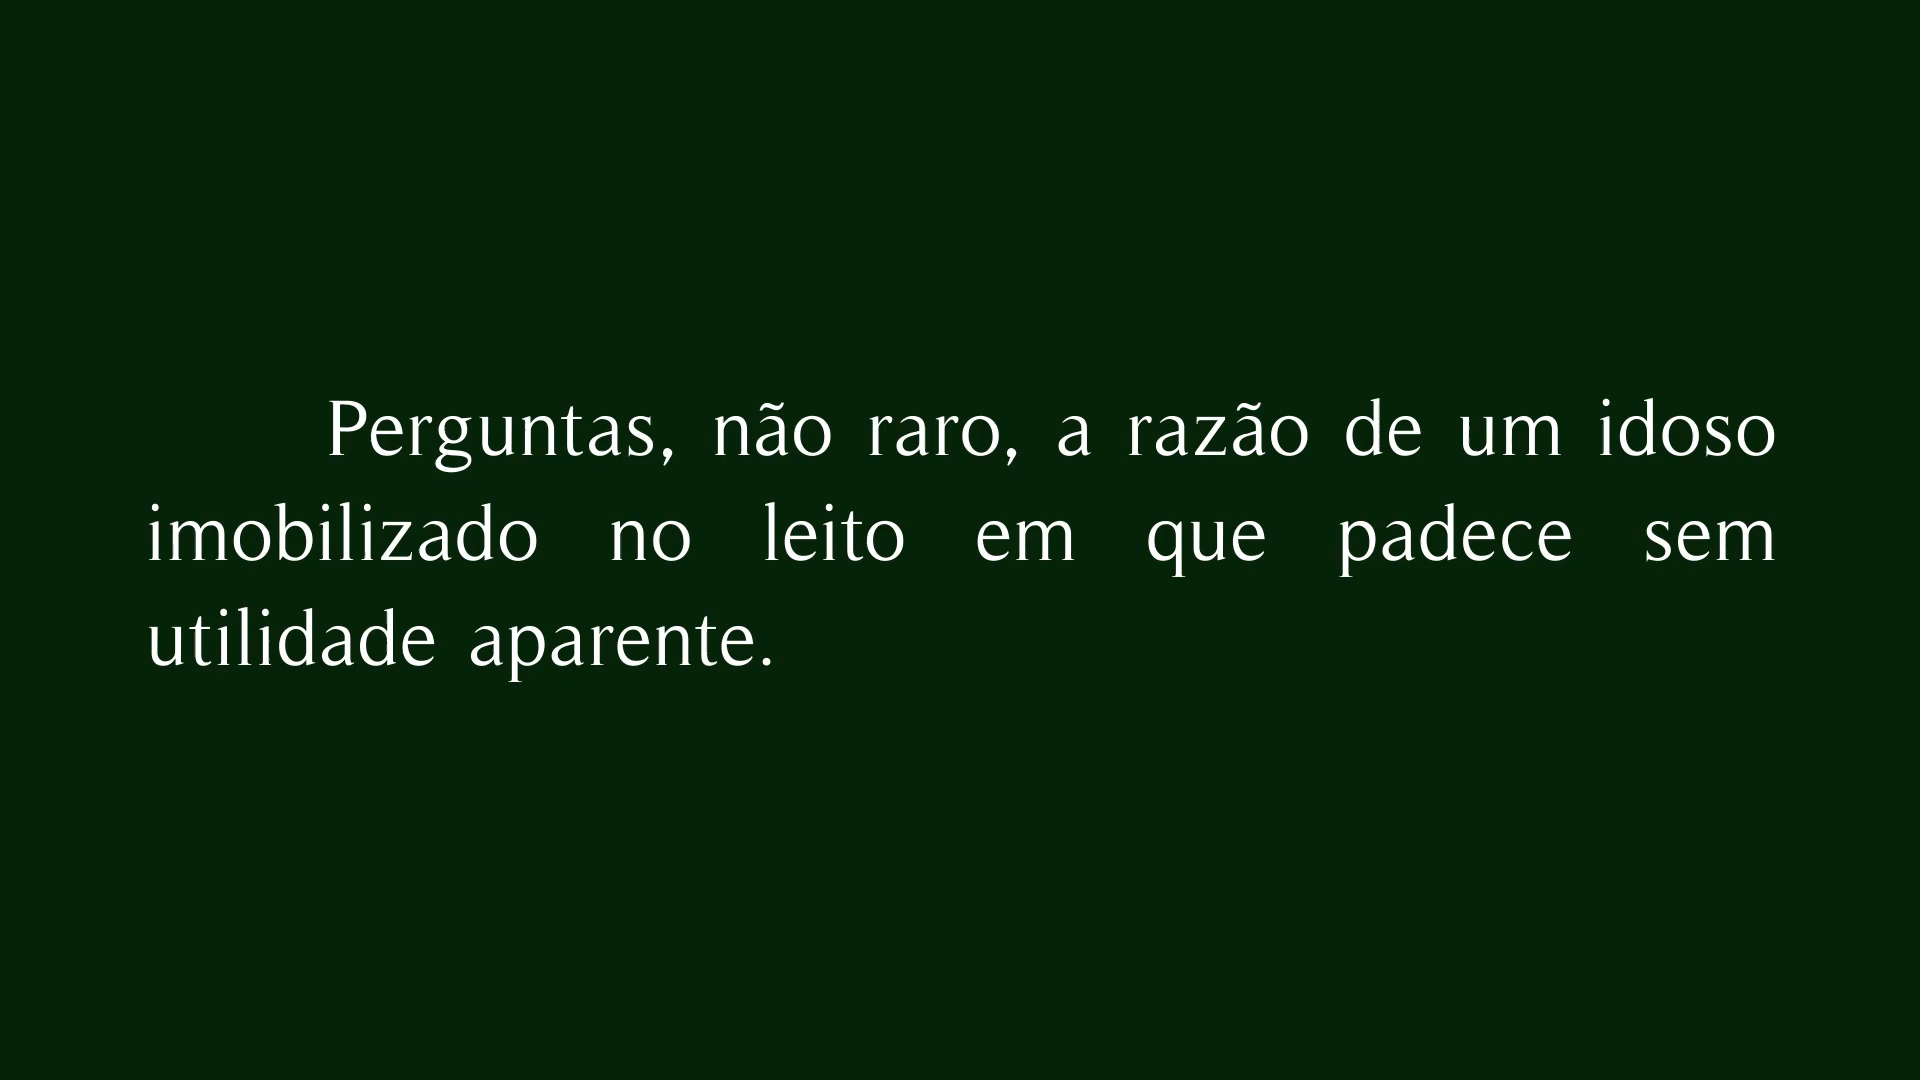 Perguntas, não raro, a razão de um idoso
imobilizado no leito em que padece sem
utilidade aparente.